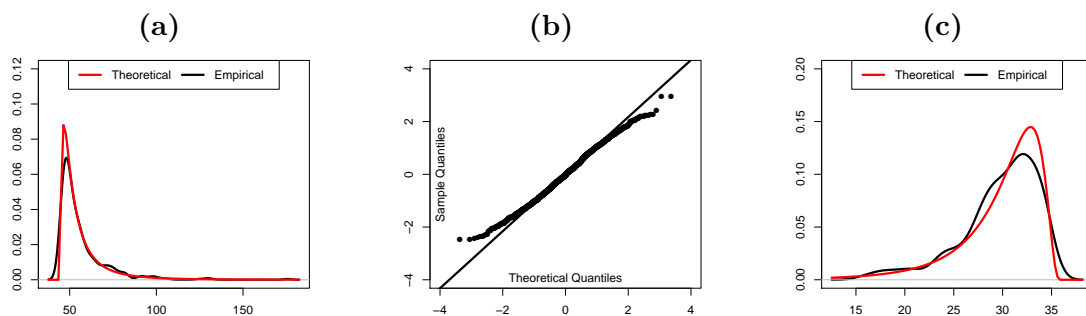 (a)
Theoretical Empirical
0.12
0.10
0.08
0.06
0.04
0.02
0.00
50 100 150
(b)
4
2
0
−2
−4
Sample Quantiles
Theoretical Quantiles
−4 −2 0 2 4
(c)
Theoretical Empirical
0.20
0.15
0.10
0.05
0.00
15 20 25 30 35